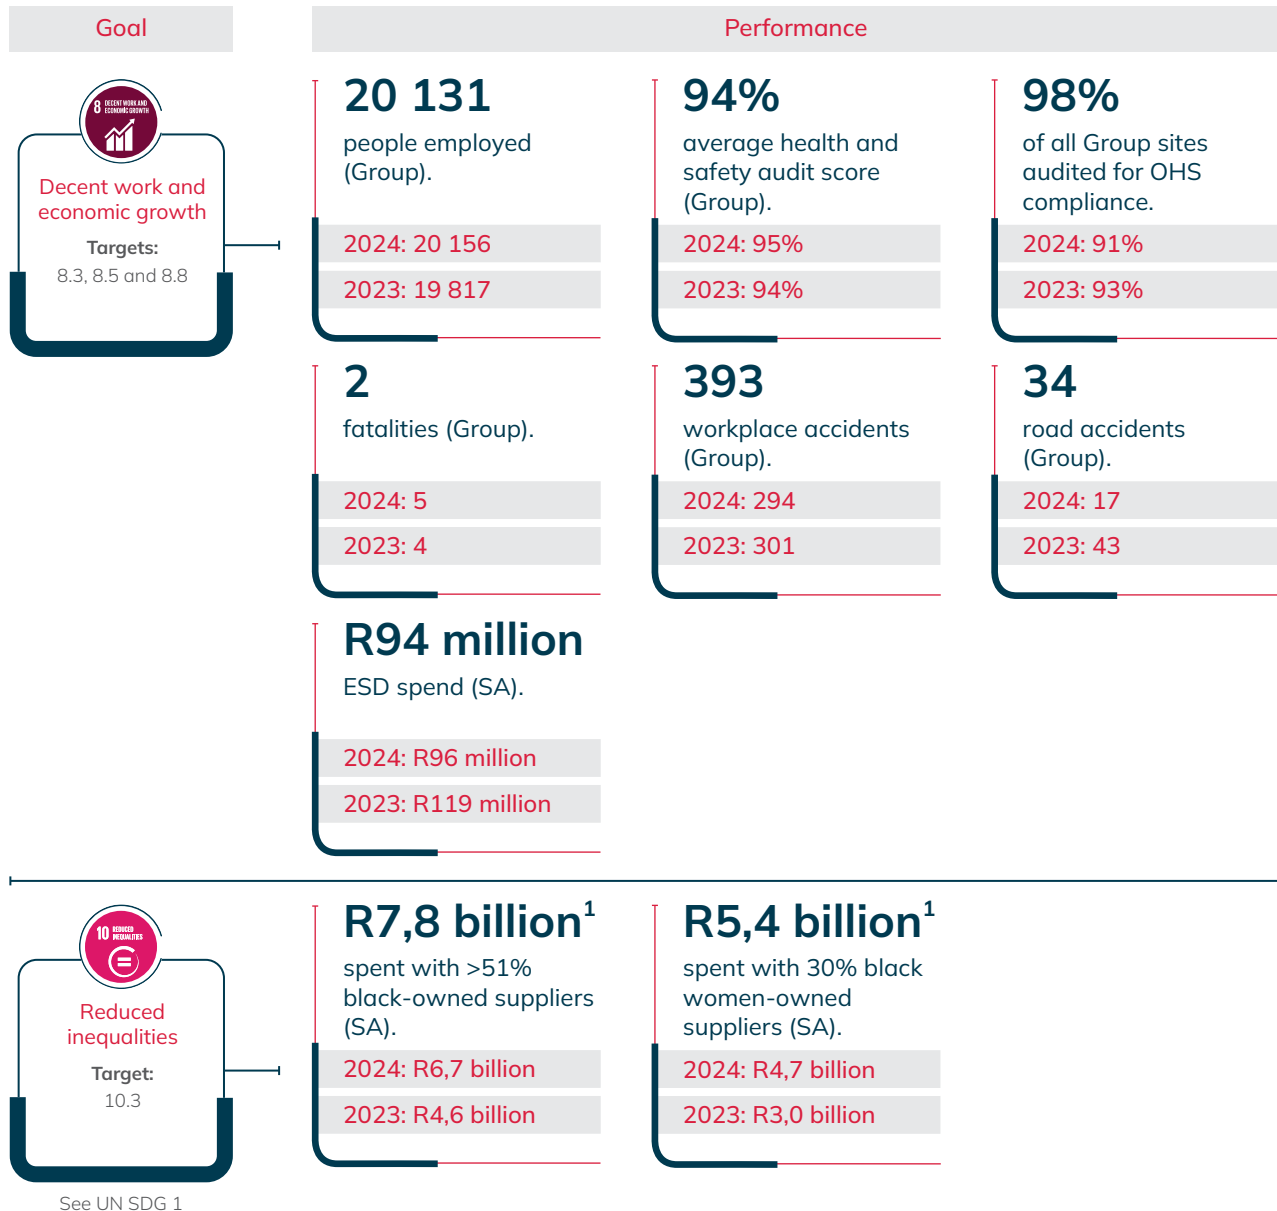 Goal
Performance
8 DECENT WORK AND
ECONOMIC GROWTH
Decent work and
economic growth
Targets:
8.3, 8.5 and 8.8
20 131
people employed
(Group).
2024: 20 156
2023: 19 817
94%
average health and
safety audit score
(Group).
2024: 95%
2023: 94%
98%
of all Group sites
audited for OHS
compliance.
2024: 91%
2023: 93%
2
fatalities (Group).
2024: 5
2023: 4
393
workplace accidents
(Group).
2024: 294
2023: 301
34
road accidents
(Group).
2024: 17
2023: 43
R94 million
ESD spend (SA).
2024: R96 million
2023: R119 million
10 REDUCED
INEQUALITIES
Reduced
inequalities
Target:
10.3
See UN SDG 1
R7,8 billion¹
spent with >51%
black-owned suppliers
(SA).
2024: R6,7 billion
2023: R4,6 billion
R5,4 billion¹
spent with 30% black
women-owned
suppliers (SA).
2024: R4,7 billion
2023: R3,0 billion